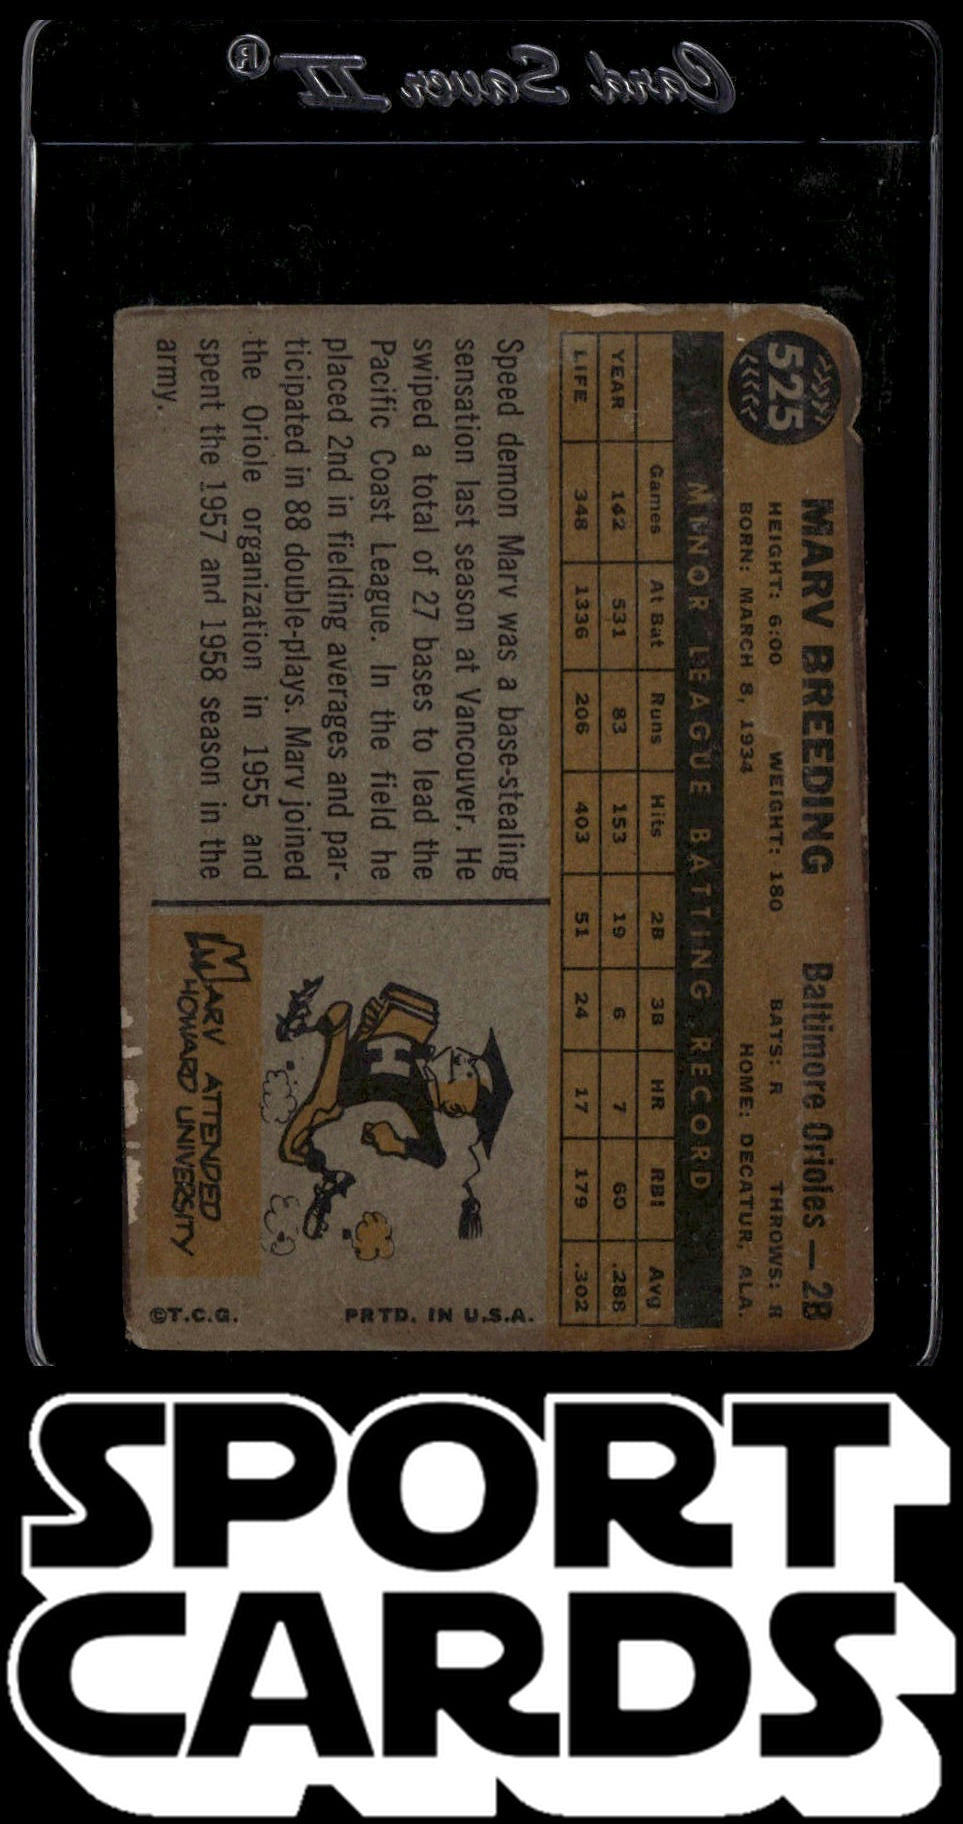 Card Saver II®
525
MARV BREEDING Baltimore Orioles — 2B
HEIGHT: 6:00 WEIGHT: 180 BATS: R THROWS: R
BORN: MARCH 8, 1934 HOME: DECATUR, ALA.
MINOR LEAGUE BATTING RECORD
Games At Bat Runs Hits 2B 3B HR RBI Avg
YEAR 142 531 83 153 19 6 7 60 .288
LIFE 348 1336 206 403 51 24 17 179 .302
Speed demon Marv was a base-stealing
sensation last season at Vancouver. He
swiped a total of 27 bases to lead the
Pacific Coast League. In the field he
placed 2nd in fielding averages and par-
ticipated in 88 double-plays. Marv joined
the Oriole organization in 1955 and
spent the 1957 and 1958 season in the
army.
H
MARV ATTENDED
HOWARD UNIVERSITY
©T.C.G. PRTD. IN U.S.A.
SPORT
CARDS